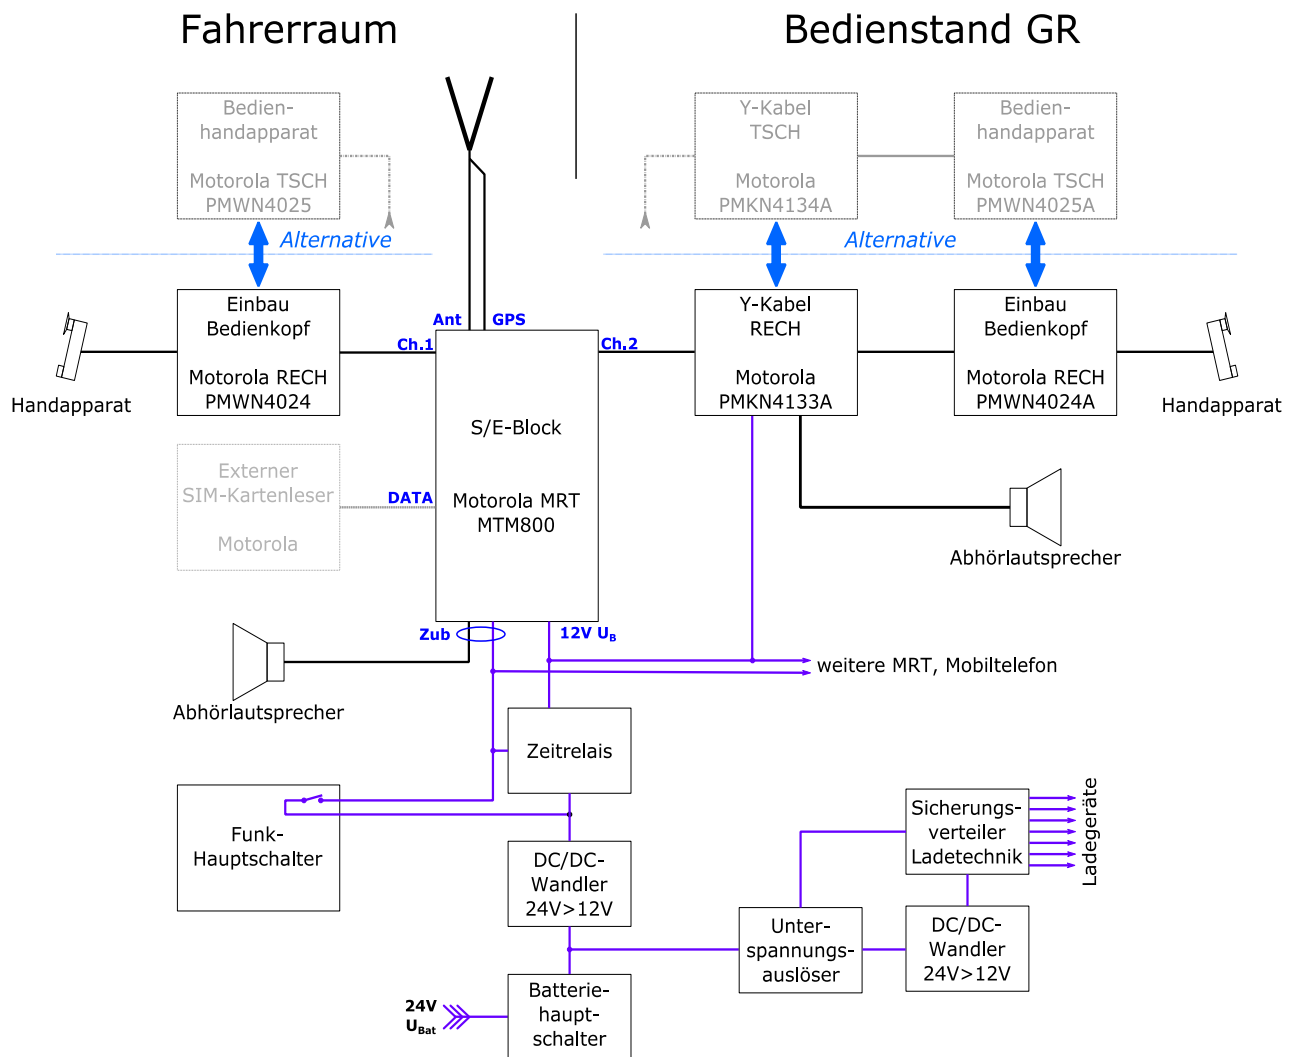 Fahrerraum
Bedienstand GR
Bedien-
handapparat
Motorola TSCH
PMWN4025
Y-Kabel
TSCH
Motorola
PMKN4134A
Bedien-
handapparat
Motorola TSCH
PMWN4025A
Alternative
Alternative
Einbau
Bedienkopf
Motorola RECH
PMWN4024
Handapparat
Ant
GPS
Ch.1
Ch.2
S/E-Block
Motorola MRT
MTM800
Y-Kabel
RECH
Motorola
PMKN4133A
Einbau
Bedienkopf
Motorola RECH
PMWN4024A
Handapparat
Externer
SIM-Kartenleser
Motorola
DATA
Abhörlautsprecher
Zub
12V UB
weitere MRT, Mobiltelefon
Abhörlautsprecher
Zeitrelais
Funk-
Hauptschalter
DC/DC-
Wandler
24V>12V
Sicherungs-
verteiler
Ladetechnik
Ladegeräte
Unter-
spannungs-
auslöser
DC/DC-
Wandler
24V>12V
24V
UBat
Batterie-
haupt-
schalter